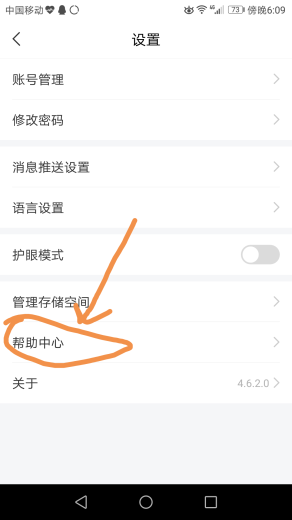 中国移动 4G 73 傍晚6:09
设置
账号管理
修改密码
消息推送设置
语言设置
护眼模式
管理存储空间
帮助中心
关于 4.6.2.0